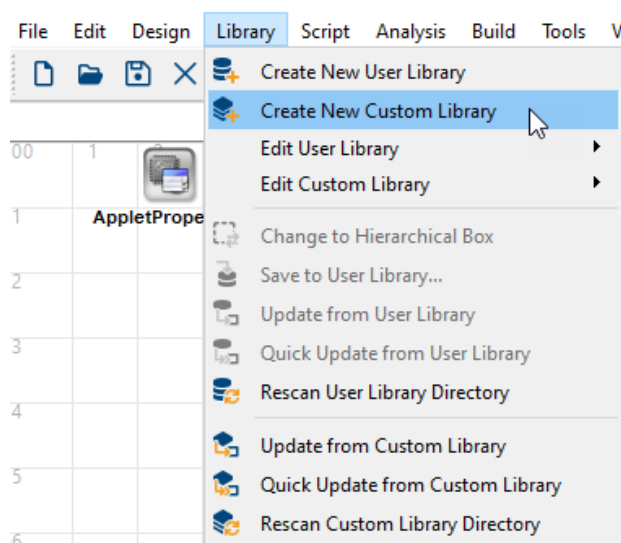 File Edit Design Library Script Analysis Build Tools
Create New User Library
Create New Custom Library
00 1 Edit User Library
Edit Custom Library
1 AppletPrope
Change to Hierarchical Box
2 Save to User Library...
Update from User Library
3 Quick Update from User Library
Rescan User Library Directory
4
Update from Custom Library
5 Quick Update from Custom Library
6 Rescan Custom Library Directory